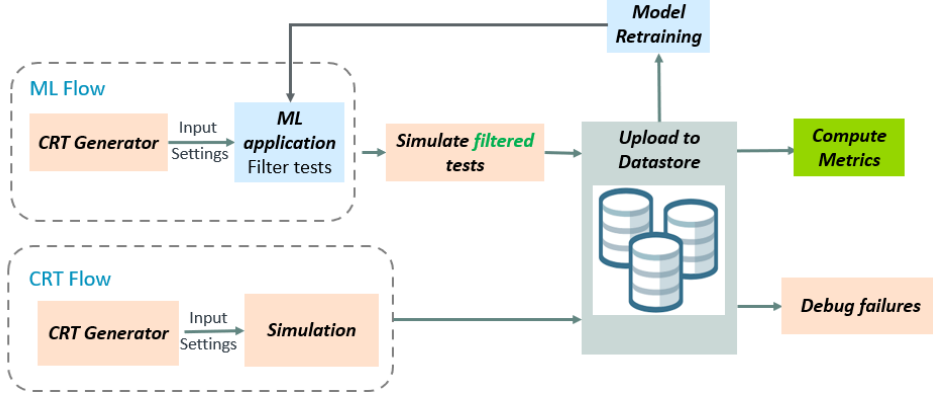 Model
Retraining
ML Flow
CRT Generator
Input
Settings
ML
application
Filter tests
Simulate filtered
tests
Upload to
Datastore
Compute
Metrics
CRT Flow
CRT Generator
Input
Settings
Simulation
Debug failures